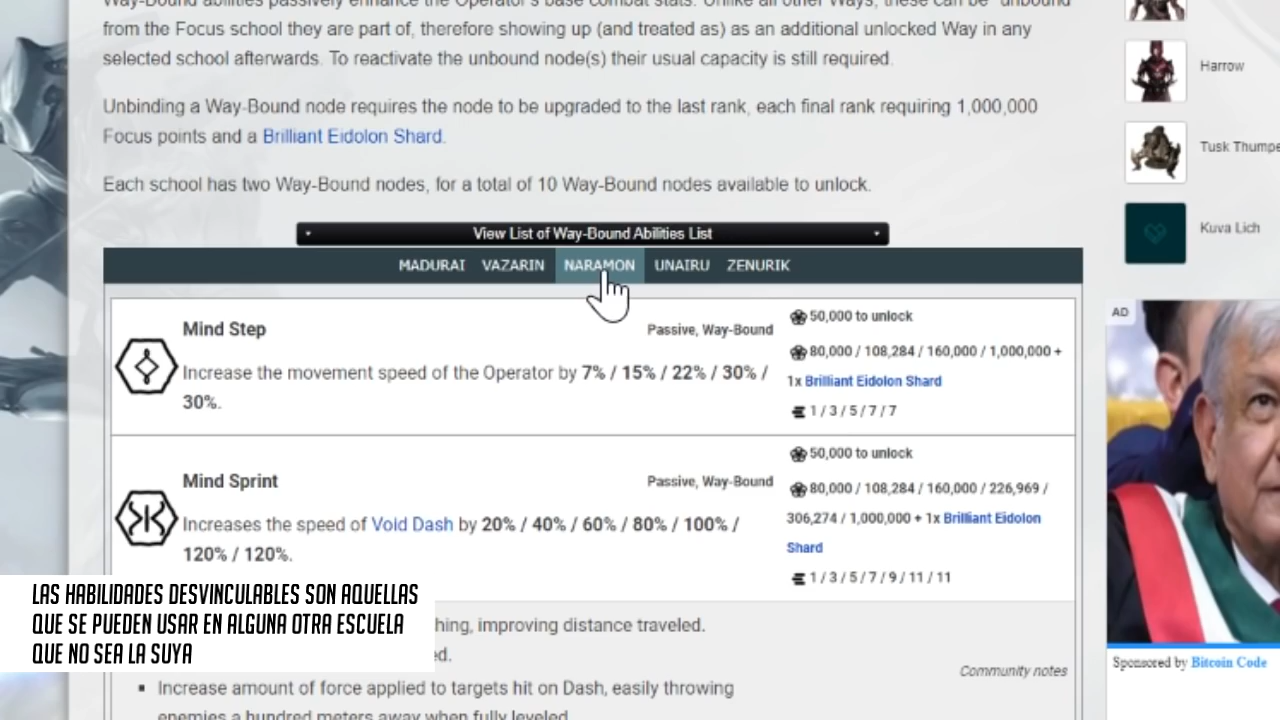 Way-Bound abilities passively enhance the Operator's base combat stats. Unlike all other Ways, these can be "unbound"
from the Focus school they are part of, therefore showing up (and treated as) as an additional unlocked Way in any
selected school afterwards. To reactivate the unbound node(s) their usual capacity is still required.
Unbinding a Way-Bound node requires the node to be upgraded to the last rank, each final rank requiring 1,000,000
Focus points and a Brilliant Eidolon Shard.
Each school has two Way-Bound nodes, for a total of 10 Way-Bound nodes available to unlock.
View List of Way-Bound Abilities List
MADURAI VAZARIN NARAMON UNAIRU ZENURIK
Mind Step
Passive, Way-Bound
Increase the movement speed of the Operator by 7% / 15% / 22% / 30% /
30%.
50,000 to unlock
80,000 / 108,284 / 160,000 / 1,000,000 +
1x Brilliant Eidolon Shard
1 / 3 / 5 / 7 / 7
Mind Sprint
Passive, Way-Bound
Increases the speed of Void Dash by 20% / 40% / 60% / 80% / 100% /
120% / 120%.
50,000 to unlock
80,000 / 108,284 / 160,000 / 226,969 /
306,274 / 1,000,000 + 1x Brilliant Eidolon
Shard
1 / 3 / 5 / 7 / 9 / 11 / 11
hing, improving distance traveled.
ed.
Increase amount of force applied to targets hit on Dash, easily throwing
enemies a hundred meters away when fully leveled.
Community notes
LAS HABILIDADES DESVINCULABLES SON AQUELLAS
QUE SE PUEDEN USAR EN ALGUNA OTRA ESCUELA
QUE NO SEA LA SUYA
Harrow
Tusk Thumpe
Kuva Lich
AD
Sponsored by Bitcoin Code